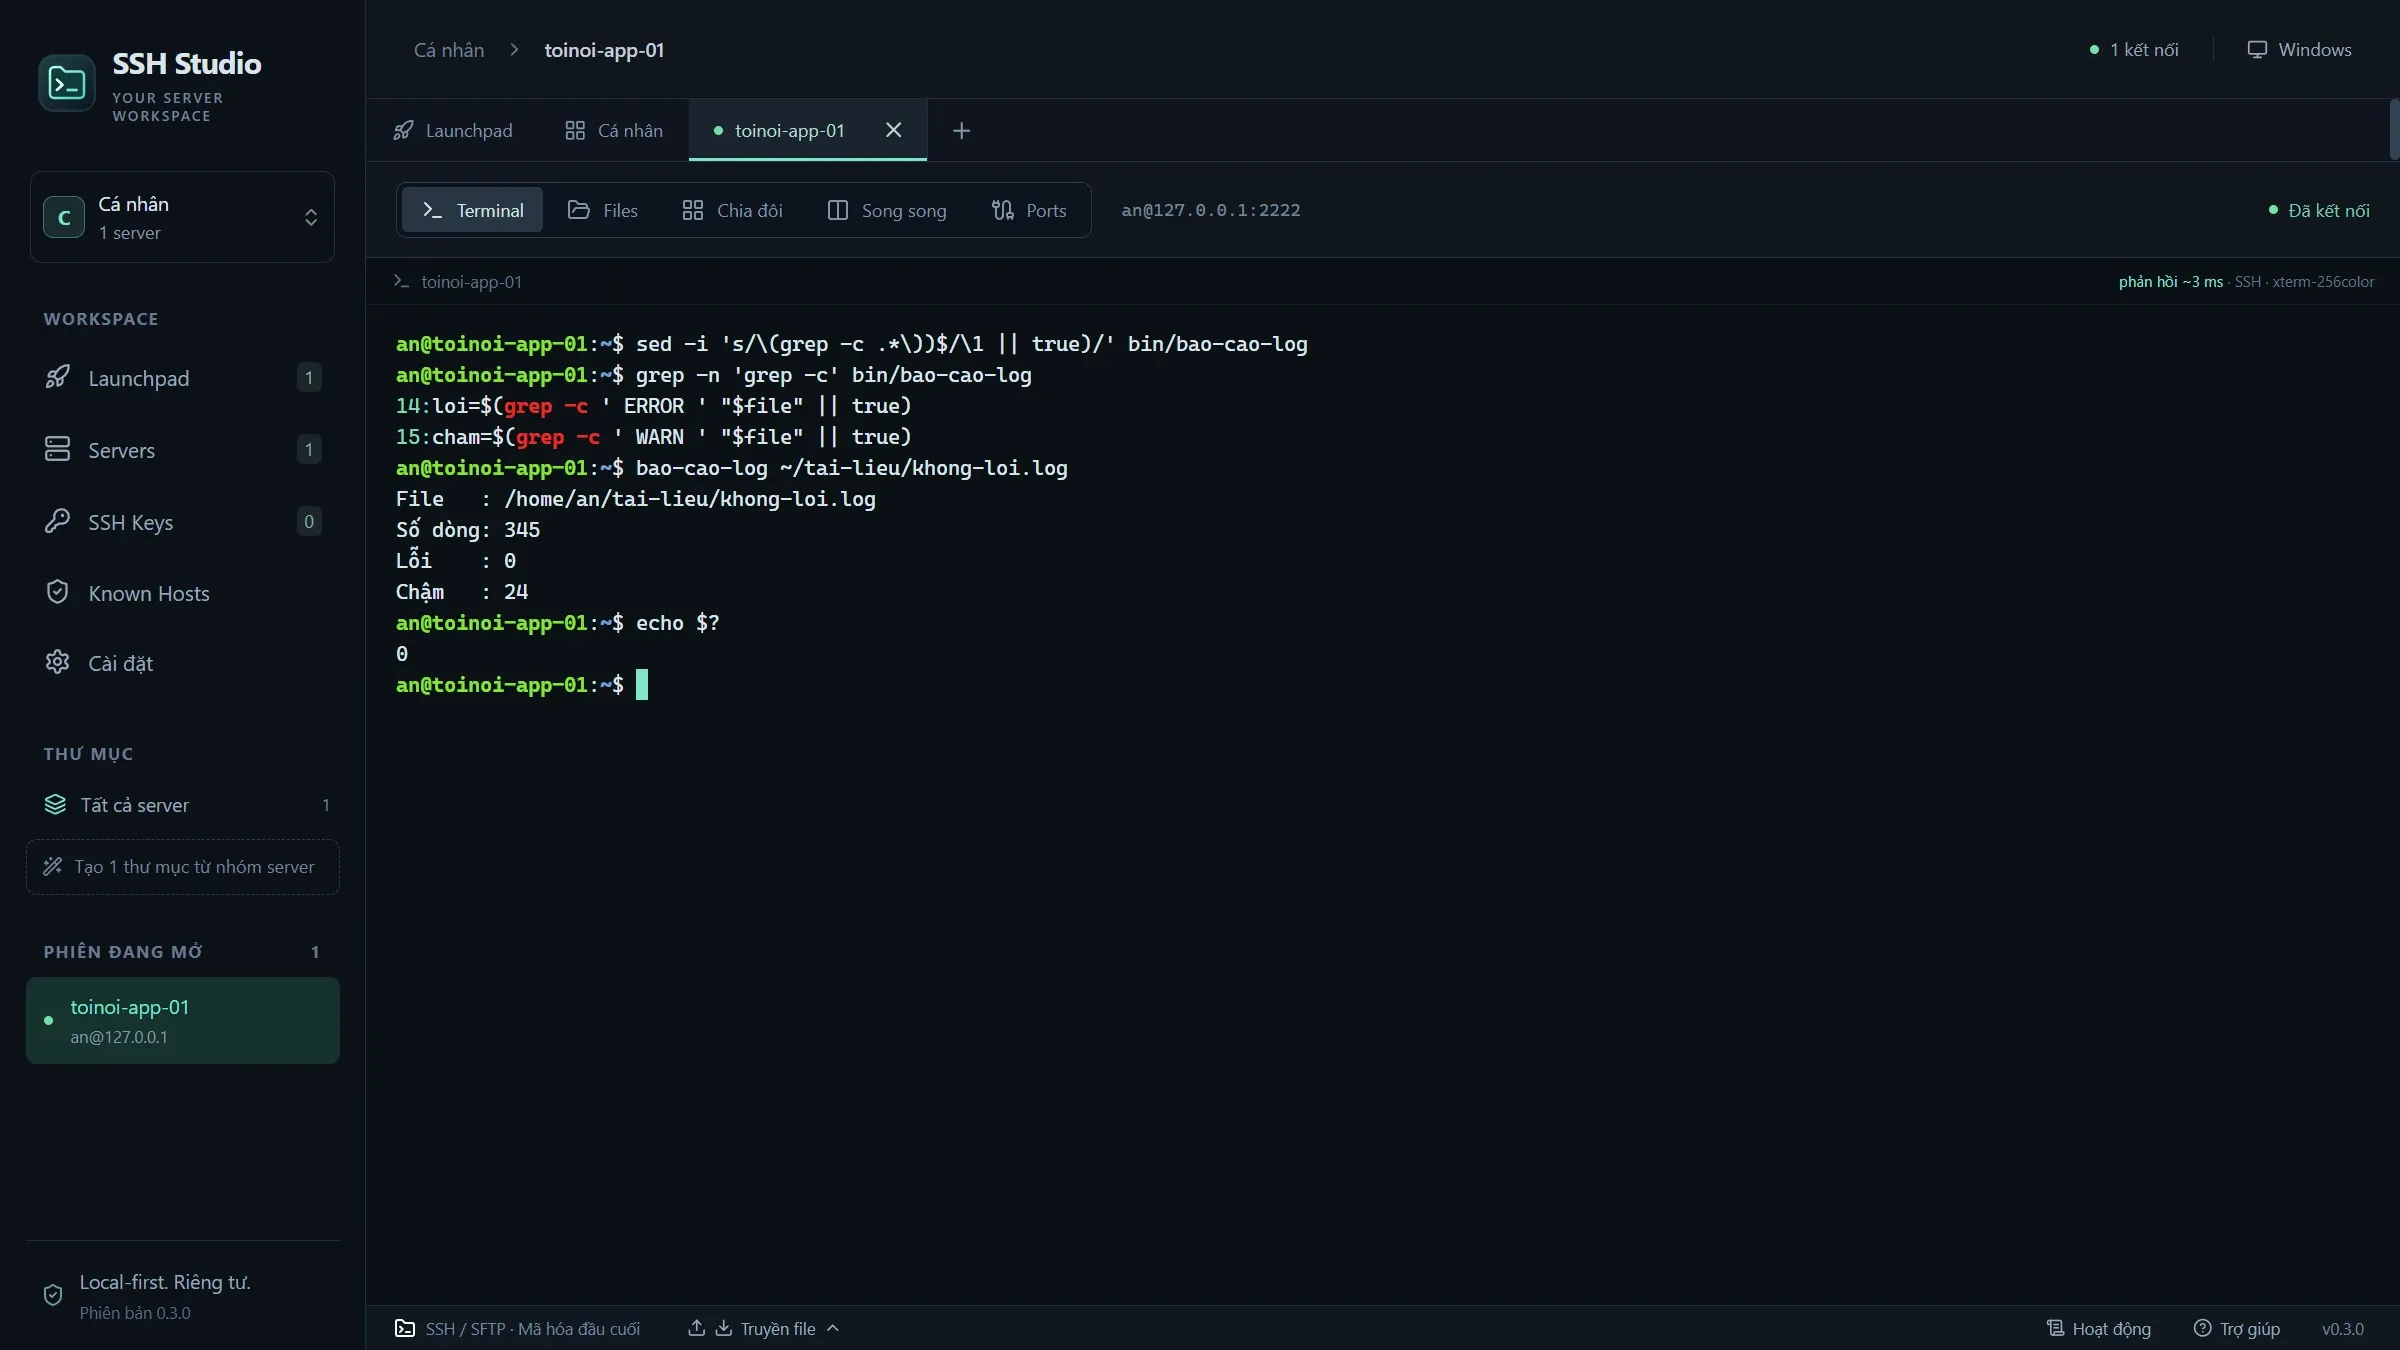 SSH Studio
YOUR SERVER
WORKSPACE
C
Cá nhân
1 server
WORKSPACE
Launchpad 1
Servers 1
SSH Keys 0
Known Hosts
Cài đặt
THƯ MỤC
Tất cả server 1
Tạo 1 thư mục từ nhóm server
PHIÊN ĐANG MỞ 1
toinoi-app-01
an@127.0.0.1
Local-first. Riêng tư.
Phiên bản 0.3.0
Cá nhân > toinoi-app-01
1 kết nối
Windows
Launchpad
Cá nhân
toinoi-app-01
Terminal
Files
Chia đôi
Song song
Ports
an@127.0.0.1:2222
Đã kết nối
toinoi-app-01
phản hồi ~3 ms · SSH · xterm-256color
an@toinoi-app-01:~$ sed -i 's/\(grep -c .*\))$/\1 || true)/' bin/bao-cao-log
an@toinoi-app-01:~$ grep -n 'grep -c' bin/bao-cao-log
14:loi=$(grep -c ' ERROR ' "$file" || true)
15:cham=$(grep -c ' WARN ' "$file" || true)
an@toinoi-app-01:~$ bao-cao-log ~/tai-lieu/khong-loi.log
File   : /home/an/tai-lieu/khong-loi.log
Số dòng: 345
Lỗi    : 0
Chậm   : 24
an@toinoi-app-01:~$ echo $?
0
an@toinoi-app-01:~$
SSH / SFTP · Mã hóa đầu cuối
Truyền file
Hoạt động
Trợ giúp
v0.3.0